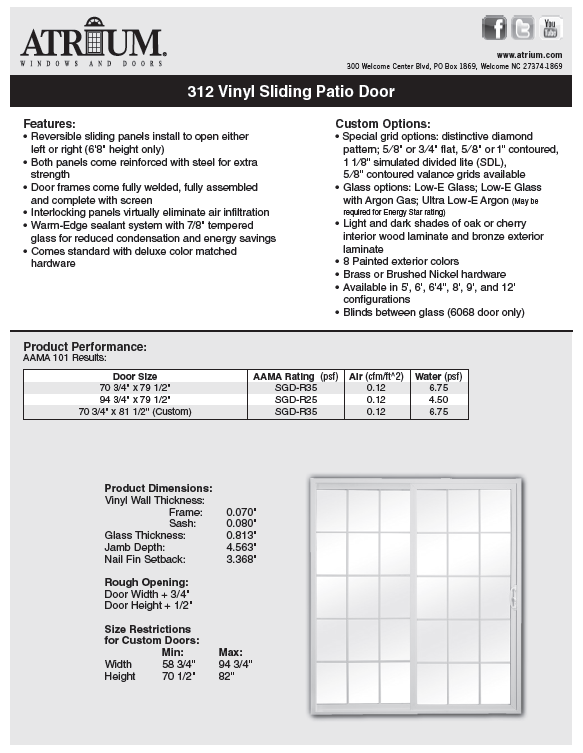 ATRIUM®
WINDOWS AND DOORS
f t You Tube
www.atrium.com
300 Welcome Center Blvd, PO Box 1869, Welcome NC 27374-1869
312 Vinyl Sliding Patio Door
Features:
• Reversible sliding panels install to open either
left or right (6'8" height only)
• Both panels come reinforced with steel for extra
strength
• Door frames come fully welded, fully assembled
and complete with screen
• Interlocking panels virtually eliminate air infiltration
• Warm-Edge sealant system with 7/8" tempered
glass for reduced condensation and energy savings
• Comes standard with deluxe color matched
hardware
Custom Options:
• Special grid options: distinctive diamond
pattern; 5/8" or 3/4" flat, 5/8" or 1" contoured,
1 1/8" simulated divided lite (SDL),
5/8" contoured valance grids available
• Glass options: Low-E Glass; Low-E Glass
with Argon Gas; Ultra Low-E Argon (May be
required for Energy Star rating)
• Light and dark shades of oak or cherry
interior wood laminate and bronze exterior
laminate
• 8 Painted exterior colors
• Brass or Brushed Nickel hardware
• Available in 5', 6', 6'4", 8', 9', and 12'
configurations
• Blinds between glass (6068 door only)
Product Performance:
AAMA 101 Results:
Door Size AAMA Rating (psf) Air (cfm/ft^2) Water (psf)
70 3/4" x 79 1/2" SGD-R35 0.12 6.75
94 3/4" x 79 1/2" SGD-R25 0.12 4.50
70 3/4" x 81 1/2" (Custom) SGD-R35 0.12 6.75
Product Dimensions:
Vinyl Wall Thickness:
Frame: 0.070"
Sash: 0.080"
Glass Thickness: 0.813"
Jamb Depth: 4.563"
Nail Fin Setback: 3.368"
Rough Opening:
Door Width + 3/4"
Door Height + 1/2"
Size Restrictions
for Custom Doors:
Min: Max:
Width 58 3/4" 94 3/4"
Height 70 1/2" 82"